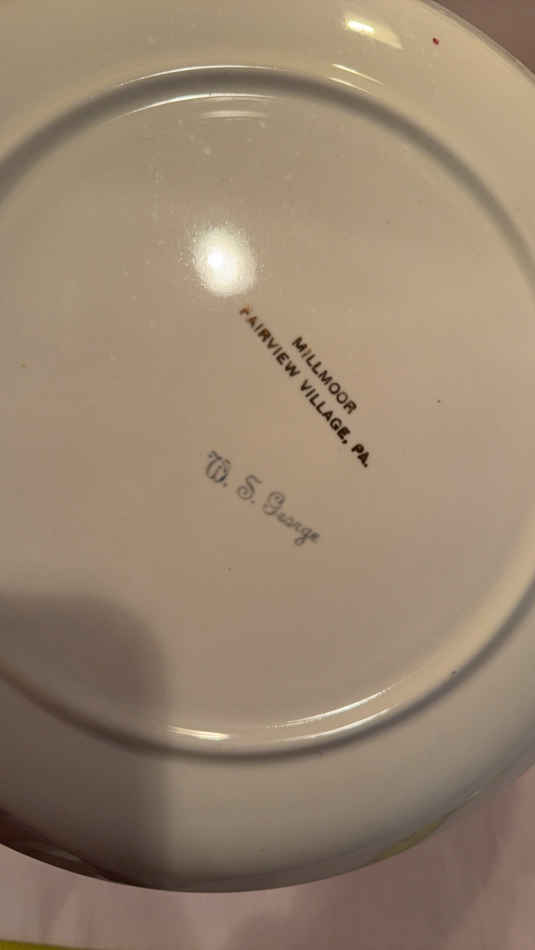 MILLMOOR
FAIRVIEW VILLAGE, PA.
W. S. George